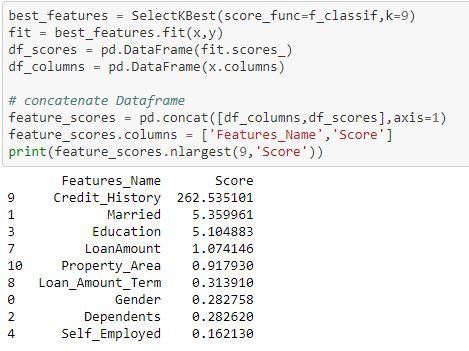 best_features = SelectKBest(score_func=f_classif,k=9)
fit = best_features.fit(x,y)
df_scores = pd.DataFrame(fit.scores_)
df_columns = pd.DataFrame(x.columns)

# concatenate Dataframe
feature_scores = pd.concat([df_columns,df_scores],axis=1)
feature_scores.columns = ['Features_Name','Score']
print(feature_scores.nlargest(9,'Score'))

Features_Name Score
9 Credit_History 262.535101
1 Married 5.359961
3 Education 5.104883
7 LoanAmount 1.074146
10 Property_Area 0.917930
8 Loan_Amount_Term 0.313910
0 Gender 0.282758
2 Dependents 0.282620
4 Self_Employed 0.162130